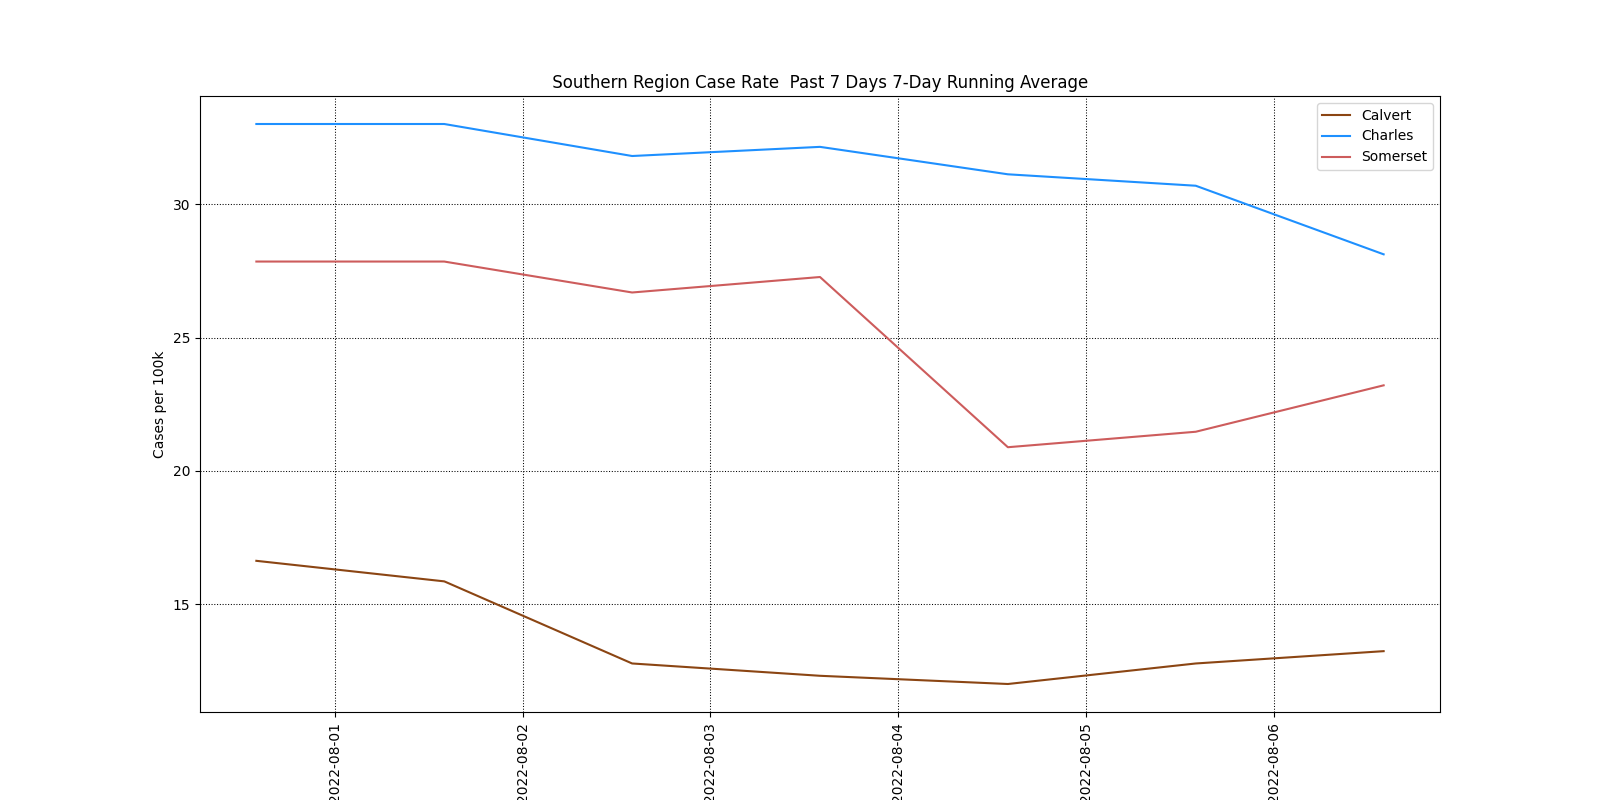 Southern Region Case Rate  Past 7 Days 7-Day Running Average
Calvert
Charles
Somerset
Cases per 100k
30
25
20
15
2022-08-01
2022-08-02
2022-08-03
2022-08-04
2022-08-05
2022-08-06